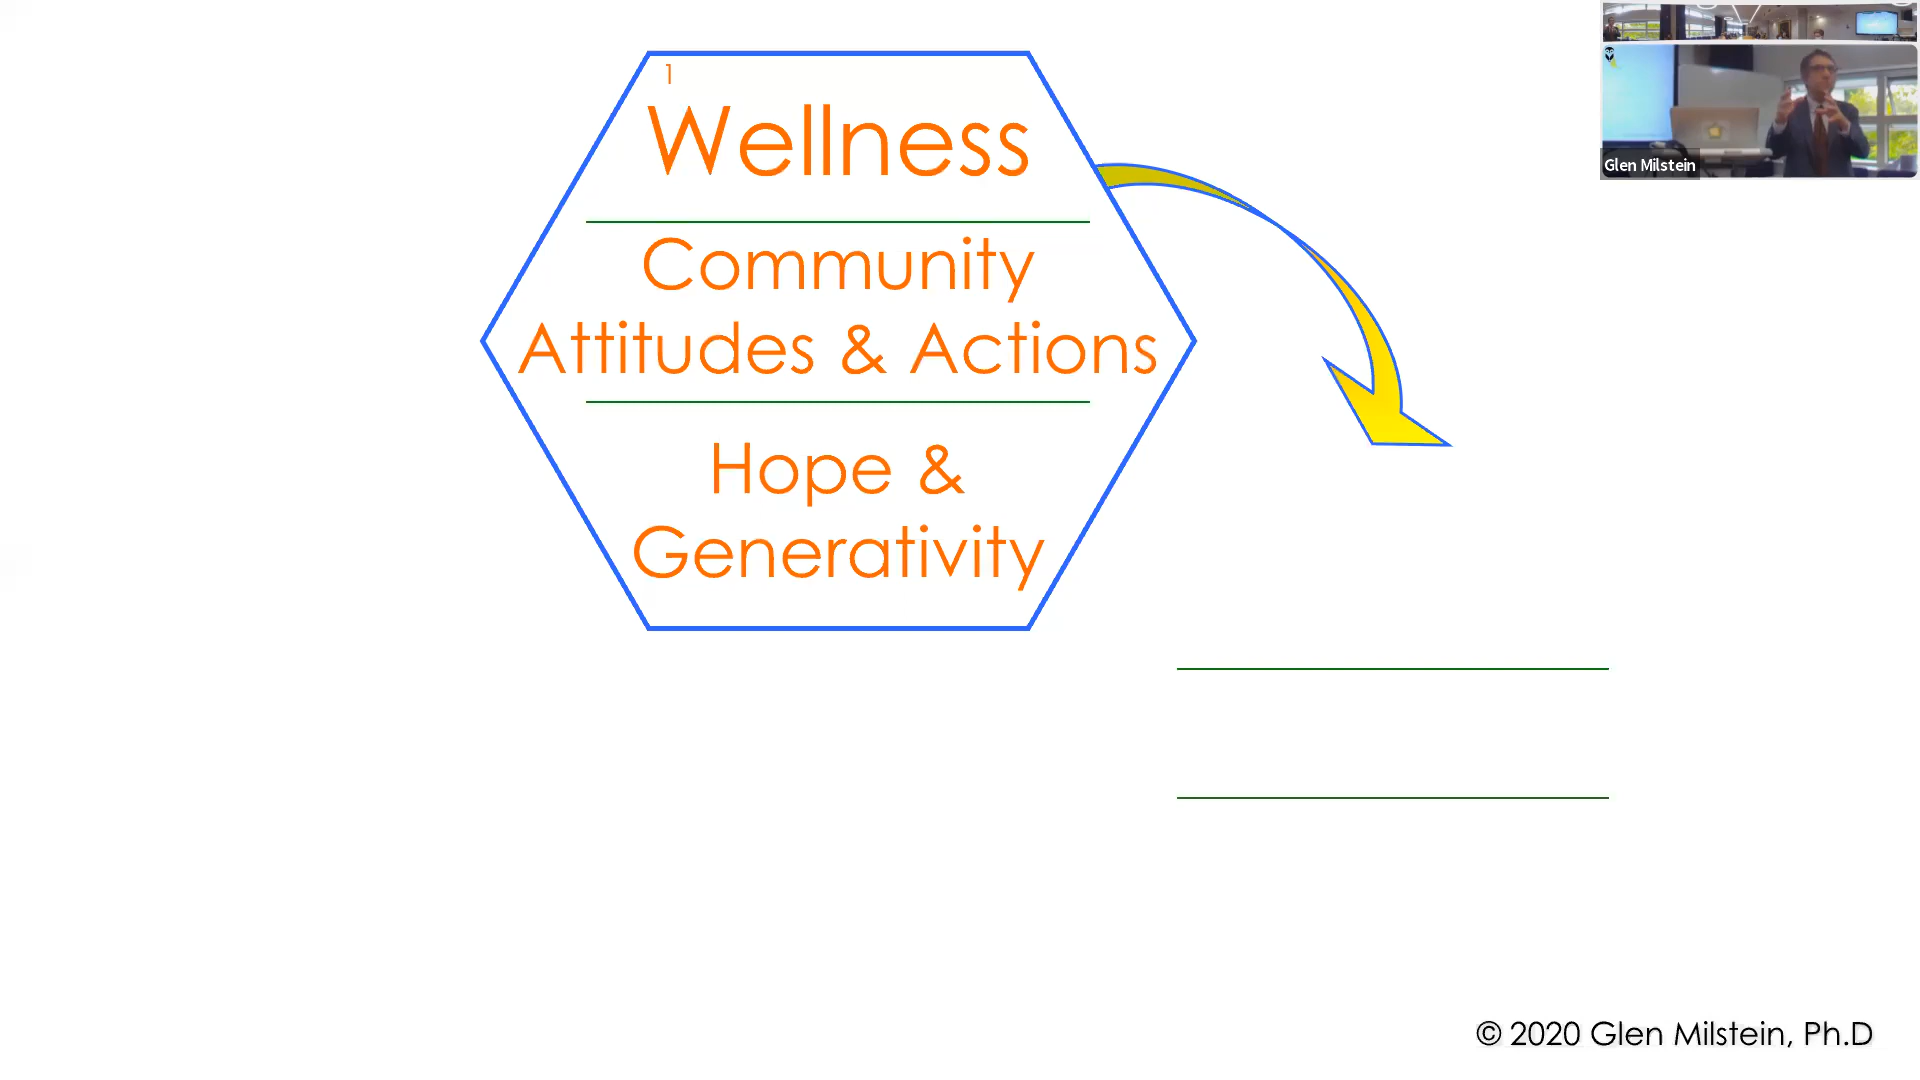 1
Wellness
Community
Attitudes & Actions
Hope &
Generativity
Glen Milstein
© 2020 Glen Milstein, Ph.D